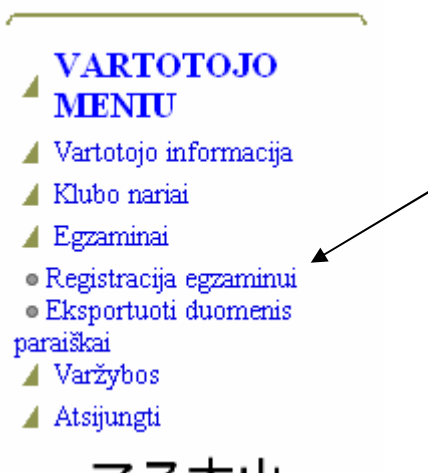 VARTOTOJO
MENIU
Vartotojo informacija
Klubo nariai
Egzaminai
Registracija egzaminui
Eksportuoti duomenis
paraiškai
Varžybos
Atsijungti